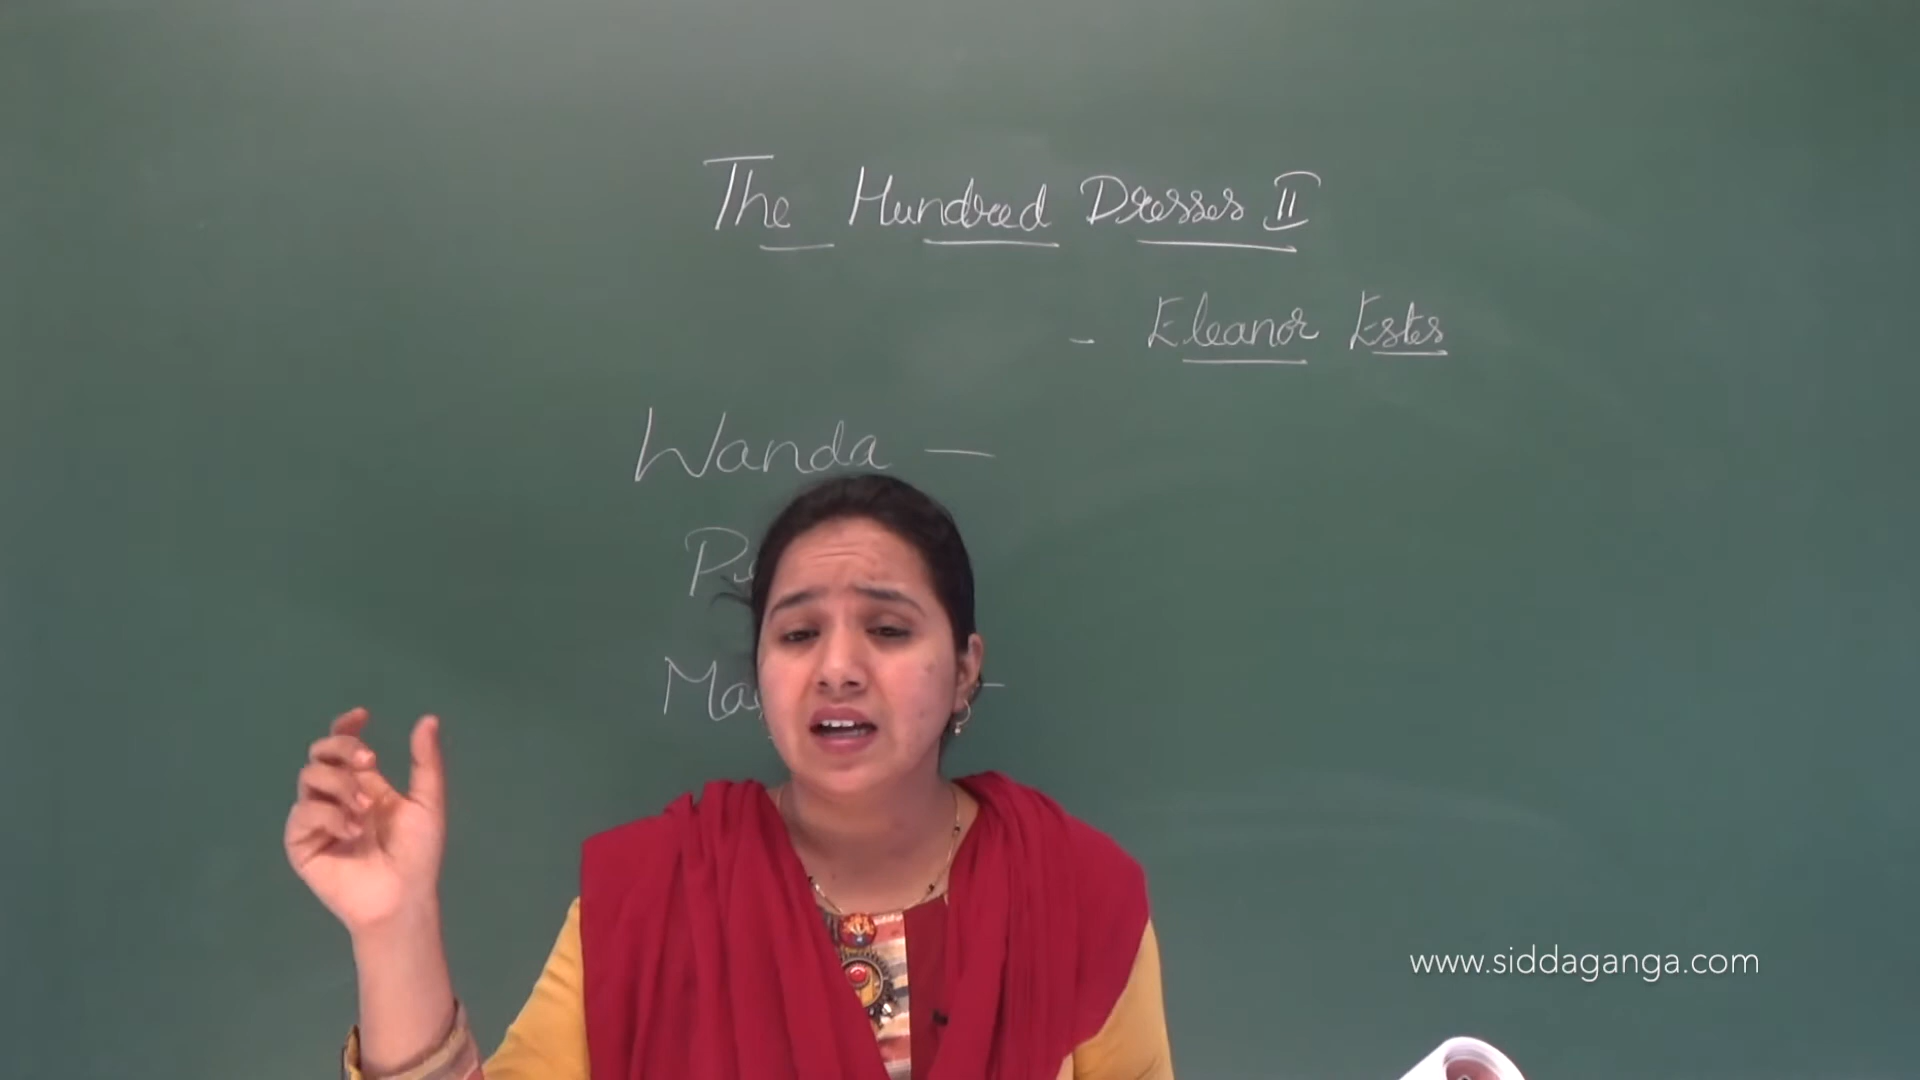 The Hundred Dresses II
- Eleanor Estes
Wanda —
www.siddaganga.com